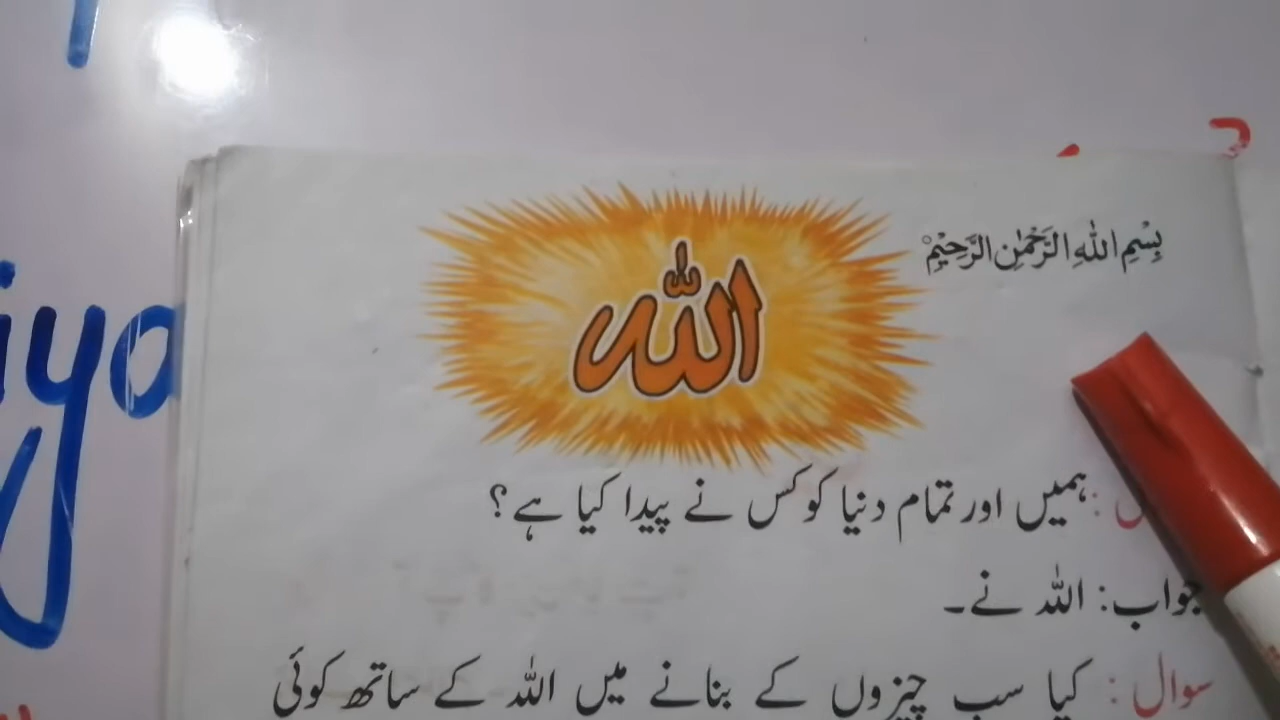 بِسْمِ اللّٰهِ الرَّحْمٰنِ الرَّحِيْمِ
الله
ہمیں اور تمام دنیا کو کس نے پیدا کیا ہے؟
جواب: اللہ نے۔
سوال: کیا سب چیزوں کے بنانے میں اللہ کے ساتھ کوئی